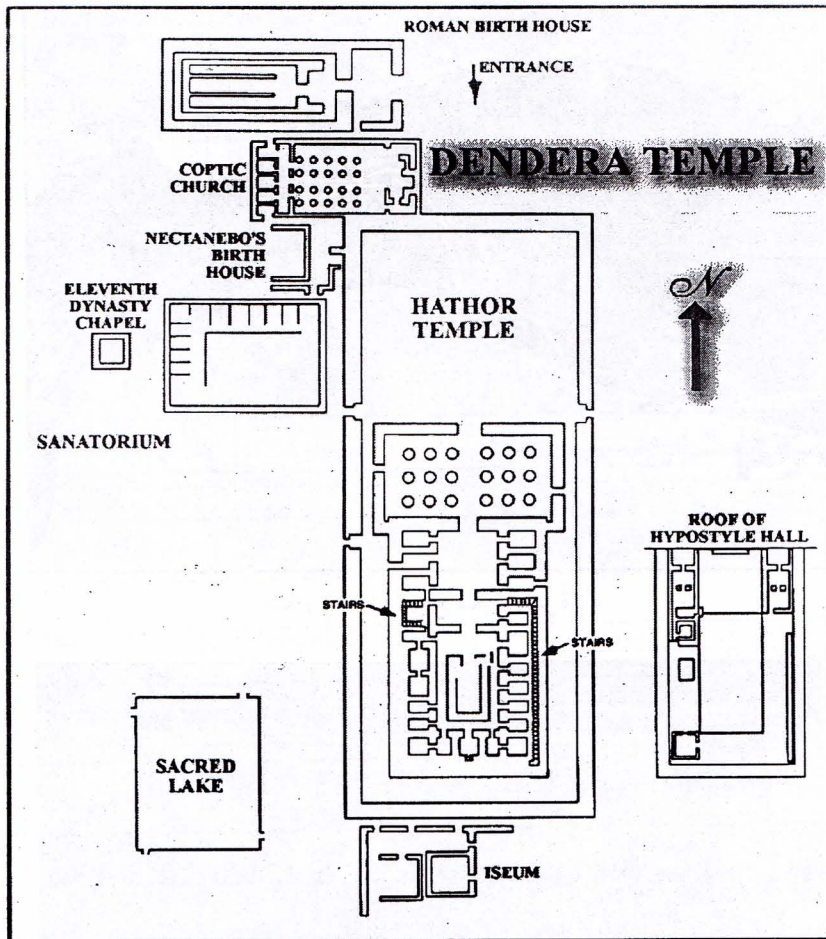 ROMAN BIRTH HOUSE
ENTRANCE
DENDERA TEMPLE
COPTIC
CHURCH
NECTANEBO'S
BIRTH
HOUSE
ELEVENTH
DYNASTY
CHAPEL
HATHOR
TEMPLE
N
SANATORIUM
ROOF OF
HYPOSTYLE HALL
STAIRS
STAIRS
SACRED
LAKE
ISEUM